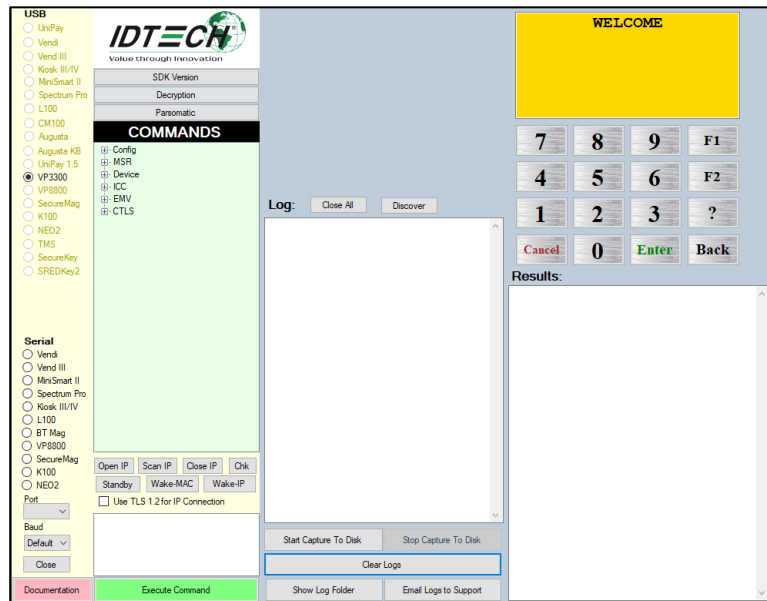 USB
UniPay
Vendi
Vend III
Kiosk III/IV
MiniSmart II
Spectrum Pro
L100
CM100
Augusta
Augusta KB
UniPay 1.5
VP3300
VP8800
SecureMag
K100
NEO2
TMS
SecureKey
SREDKey2
Serial
Vendi
Vend III
MiniSmart II
Spectrum Pro
Kiosk III/IV
L100
BT Mag
VP8800
SecureMag
K100
NEO2
Port
Baud
Default
Close
Documentation
IDTECH®
Value through Innovation
SDK Version
Decryption
Parsomatic
COMMANDS
Config
MSR
Device
ICC
EMV
CTLS
Open IP Scan IP Close IP Chk
Standby Wake-MAC Wake-IP
Use TLS 1.2 for IP Connection
Execute Command
Log: Close All Discover
Start Capture To Disk Stop Capture To Disk
Clear Logs
Show Log Folder Email Logs to Support
WELCOME
7 8 9 F1
4 5 6 F2
1 2 3 ?
Cancel 0 Enter Back
Results: